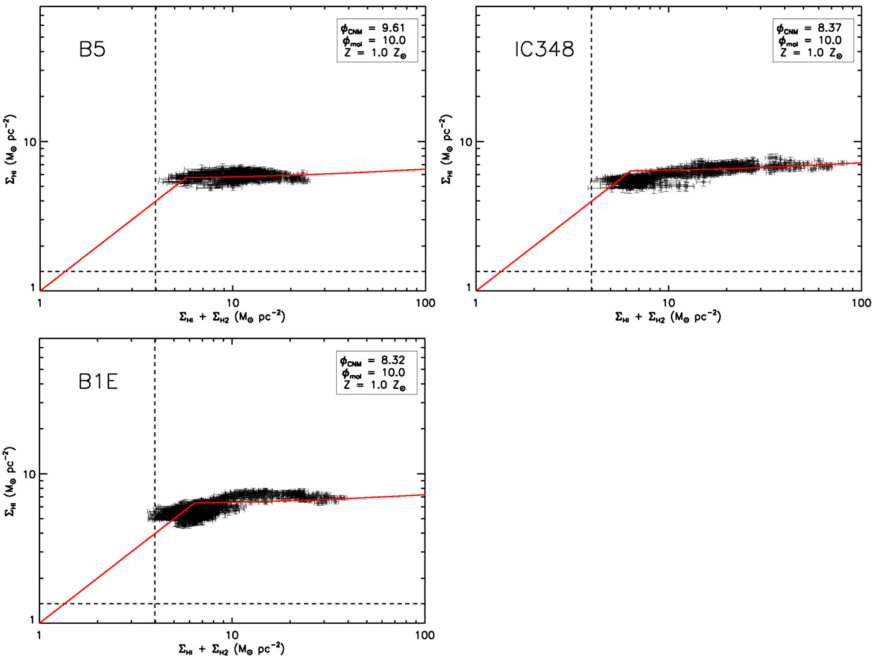 B5
ϕCNM = 9.61
ϕmol = 10.0
Z = 1.0 Z⊙
10
1
ΣHI (M⊙ pc−2)
1
10
100
ΣHI + ΣH2 (M⊙ pc−2)
IC348
ϕCNM = 8.37
ϕmol = 10.0
Z = 1.0 Z⊙
10
1
ΣHI (M⊙ pc−2)
1
10
100
ΣHI + ΣH2 (M⊙ pc−2)
B1E
ϕCNM = 8.32
ϕmol = 10.0
Z = 1.0 Z⊙
10
1
ΣHI (M⊙ pc−2)
1
10
100
ΣHI + ΣH2 (M⊙ pc−2)